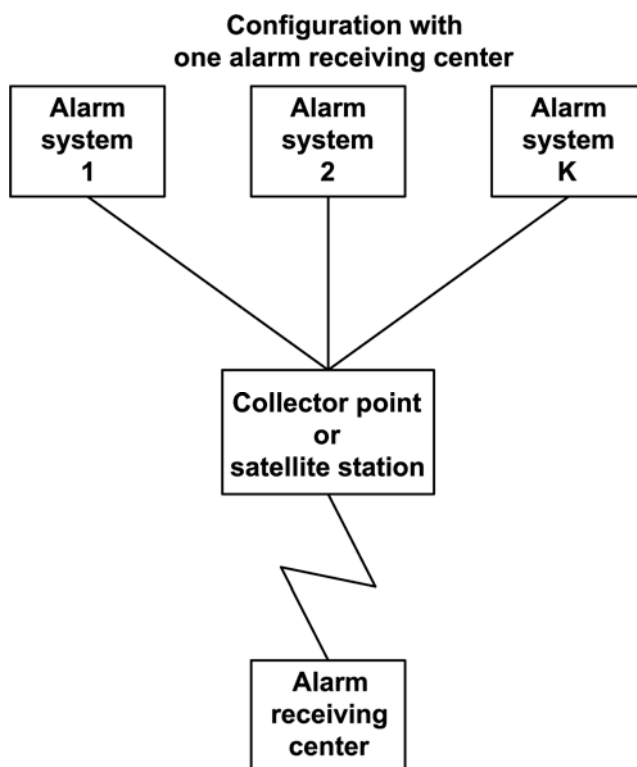 Configuration with
one alarm receiving center
Alarm
system
1
Alarm
system
2
Alarm
system
K
Collector point
or
satellite station
Alarm
receiving
center